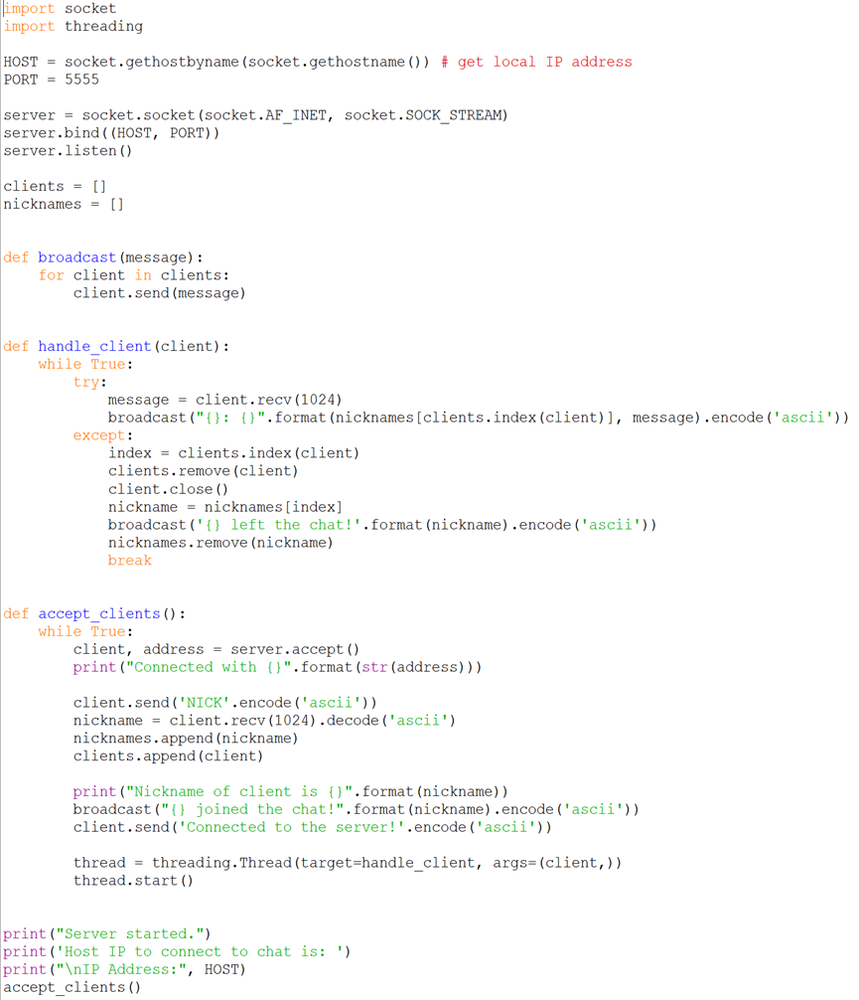 import socket
import threading

HOST = socket.gethostbyname(socket.gethostname()) # get local IP address
PORT = 5555

server = socket.socket(socket.AF_INET, socket.SOCK_STREAM)
server.bind((HOST, PORT))
server.listen()

clients = []
nicknames = []


def broadcast(message):
    for client in clients:
        client.send(message)


def handle_client(client):
    while True:
        try:
            message = client.recv(1024)
            broadcast("{}: {}".format(nicknames[clients.index(client)], message).encode('ascii'))
        except:
            index = clients.index(client)
            clients.remove(client)
            client.close()
            nickname = nicknames[index]
            broadcast('{} left the chat!'.format(nickname).encode('ascii'))
            nicknames.remove(nickname)
            break


def accept_clients():
    while True:
        client, address = server.accept()
        print("Connected with {}".format(str(address)))

        client.send('NICK'.encode('ascii'))
        nickname = client.recv(1024).decode('ascii')
        nicknames.append(nickname)
        clients.append(client)

        print("Nickname of client is {}".format(nickname))
        broadcast("{} joined the chat!".format(nickname).encode('ascii'))
        client.send('Connected to the server!'.encode('ascii'))

        thread = threading.Thread(target=handle_client, args=(client,))
        thread.start()


print("Server started.")
print('Host IP to connect to chat is: ')
print("\nIP Address:", HOST)
accept_clients()